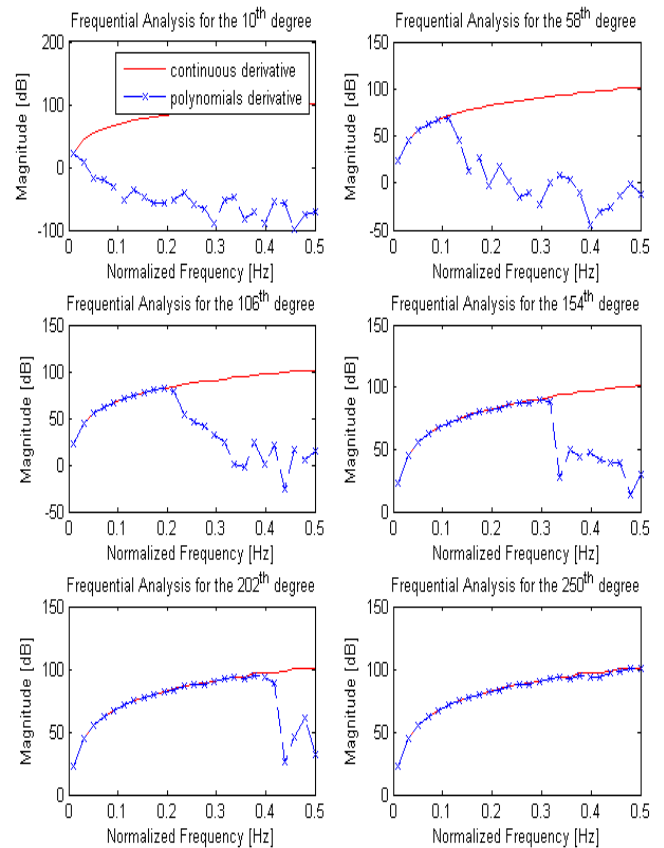 Frequential Analysis for the 10th degree
200
100
0
-100
Magnitude [dB]
continuous derivative
polynomials derivative
0 0.1 0.2 0.3 0.4 0.5
Normalized Frequency [Hz]
Frequential Analysis for the 58th degree
150
100
50
0
-50
Magnitude [dB]
0 0.1 0.2 0.3 0.4 0.5
Normalized Frequency [Hz]
Frequential Analysis for the 106th degree
150
100
50
0
-50
Magnitude [dB]
0 0.1 0.2 0.3 0.4 0.5
Normalized Frequency [Hz]
Frequential Analysis for the 154th degree
150
100
50
0
Magnitude [dB]
0 0.1 0.2 0.3 0.4 0.5
Normalized Frequency [Hz]
Frequential Analysis for the 202th degree
150
100
50
0
Magnitude [dB]
0 0.1 0.2 0.3 0.4 0.5
Normalized Frequency [Hz]
Frequential Analysis for the 250th degree
150
100
50
0
Magnitude [dB]
0 0.1 0.2 0.3 0.4 0.5
Normalized Frequency [Hz]